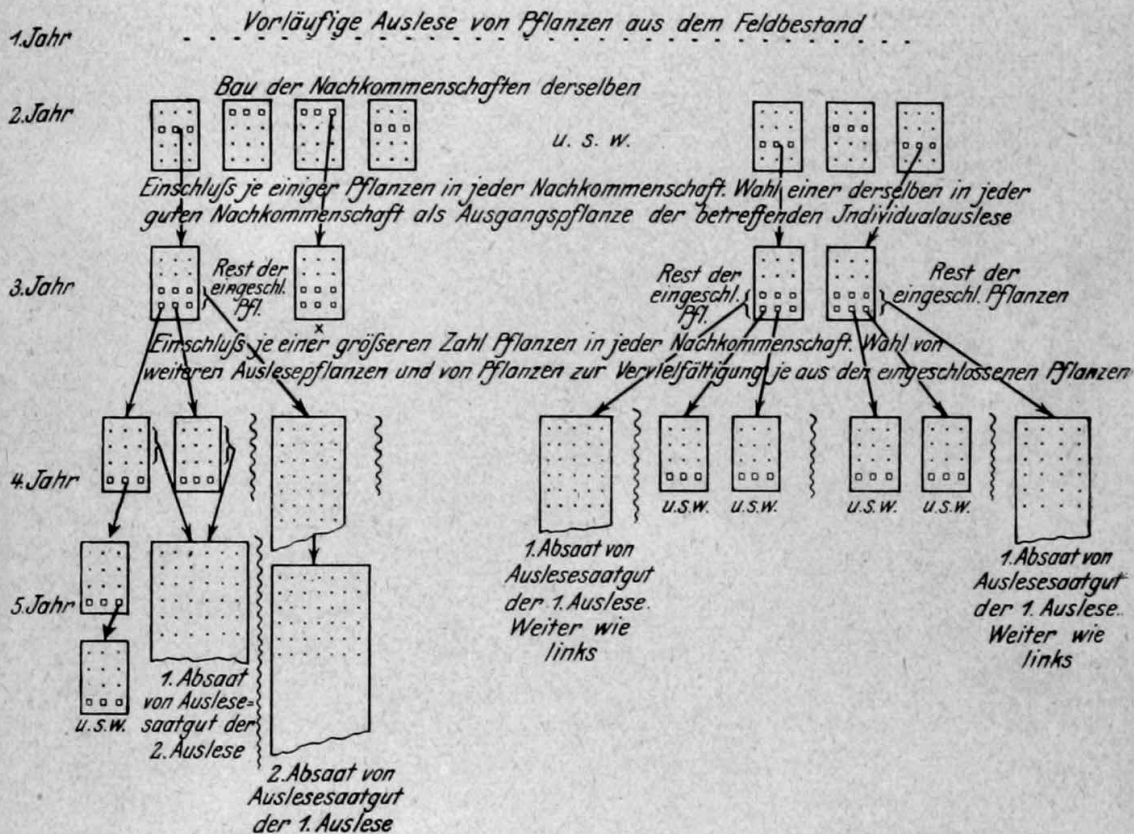 1. Jahr
Vorläufige Auslese von Pflanzen aus dem Feldbestand
Bau der Nachkommenschaften derselben
2. Jahr
u. s. w.
Einschluß je einiger Pflanzen in jeder Nachkommenschaft. Wahl einer derselben in jeder
guten Nachkommenschaft als Ausgangspflanze der betreffenden Jndividualauslese
3. Jahr
Rest der
eingeschl.
Pfl.
x
Rest der
eingeschl.
Pfl.
Rest der
eingeschl. Pflanzen
Einschluß je einer größeren Zahl Pflanzen in jeder Nachkommenschaft. Wahl von
weiteren Auslesepflanzen und von Pflanzen zur Vervielfältigung je aus den eingeschlossenen Pflanzen
4. Jahr
u.s.w.
u.s.w.
u.s.w.
u.s.w.
1. Absaat von
Auslesesaatgut
der 1. Auslese.
Weiter wie
links
1. Absaat von
Auslesesaatgut
der 1. Auslese.
Weiter wie
links
5. Jahr
u.s.w.
1. Absaat
von Auslese=
saatgut der
2. Auslese
2. Absaat von
Auslesesaatgut
der 1. Auslese